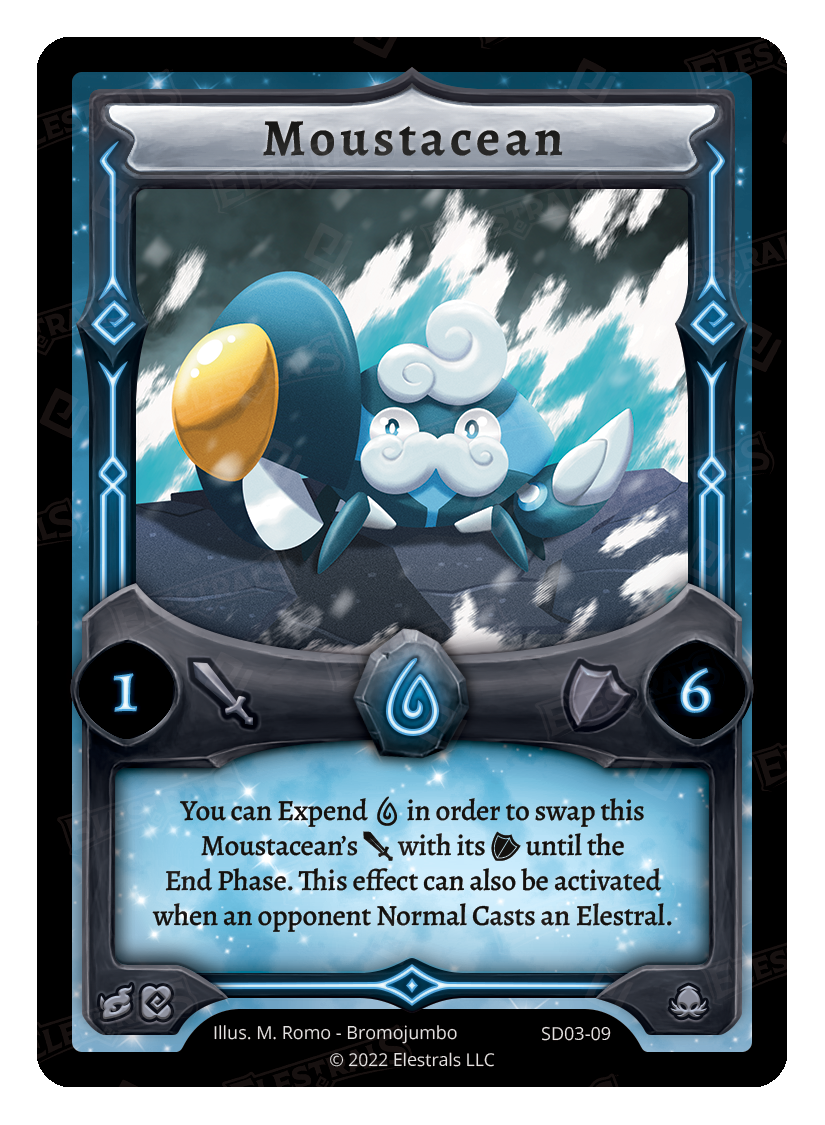 Moustacean
1
6
You can Expend in order to swap this
Moustacean's with its until the
End Phase. This effect can also be activated
when an opponent Normal Casts an Elestral.
Illus. M. Romo - Bromojumbo SD03-09
© 2022 Elestrals LLC